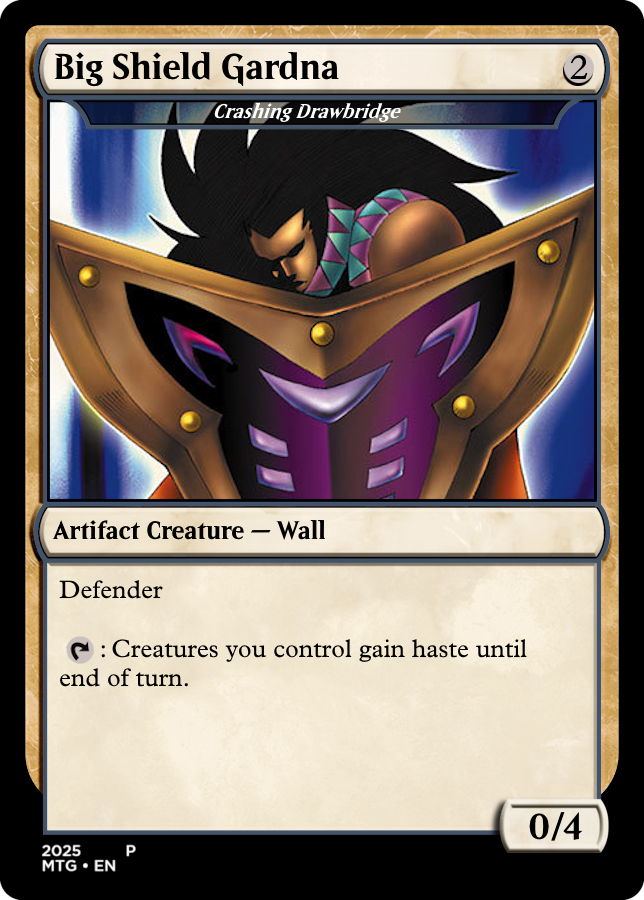 Big Shield Gardna 2
Crashing Drawbridge
Artifact Creature — Wall
Defender
: Creatures you control gain haste until
end of turn.
0/4
2025 P
MTG • EN